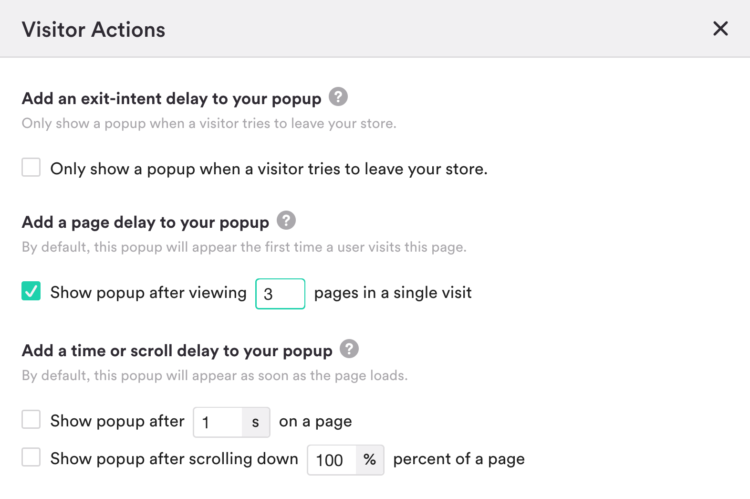 Visitor Actions
Add an exit-intent delay to your popup ?
Only show a popup when a visitor tries to leave your store.
Only show a popup when a visitor tries to leave your store.
Add a page delay to your popup ?
By default, this popup will appear the first time a user visits this page.
Show popup after viewing 3 pages in a single visit
Add a time or scroll delay to your popup ?
By default, this popup will appear as soon as the page loads.
Show popup after 1 s on a page
Show popup after scrolling down 100 % percent of a page